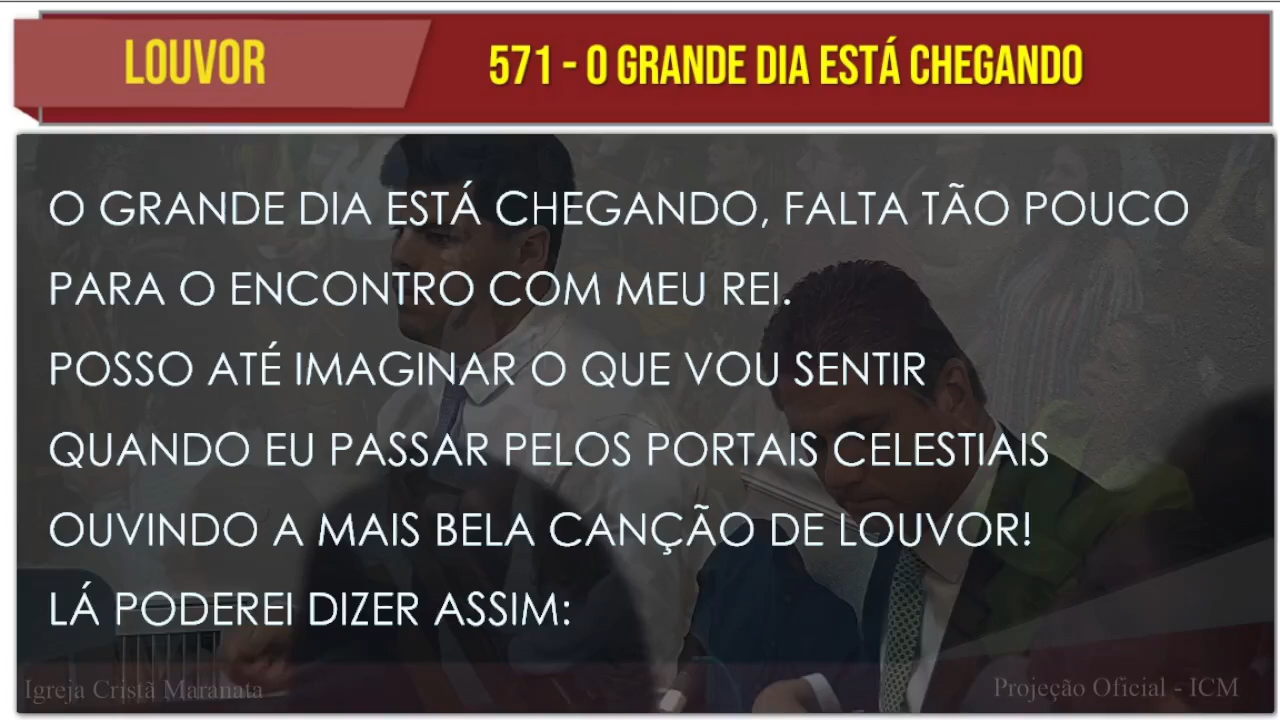 LOUVOR
571 - O GRANDE DIA ESTÁ CHEGANDO
O GRANDE DIA ESTÁ CHEGANDO, FALTA TÃO POUCO
PARA O ENCONTRO COM MEU REI.
POSSO ATÉ IMAGINAR O QUE VOU SENTIR
QUANDO EU PASSAR PELOS PORTAIS CELESTIAIS
OUVINDO A MAIS BELA CANÇÃO DE LOUVOR!
LÁ PODEREI DIZER ASSIM:
Igreja Cristã Maranata
Projeção Oficial - ICM